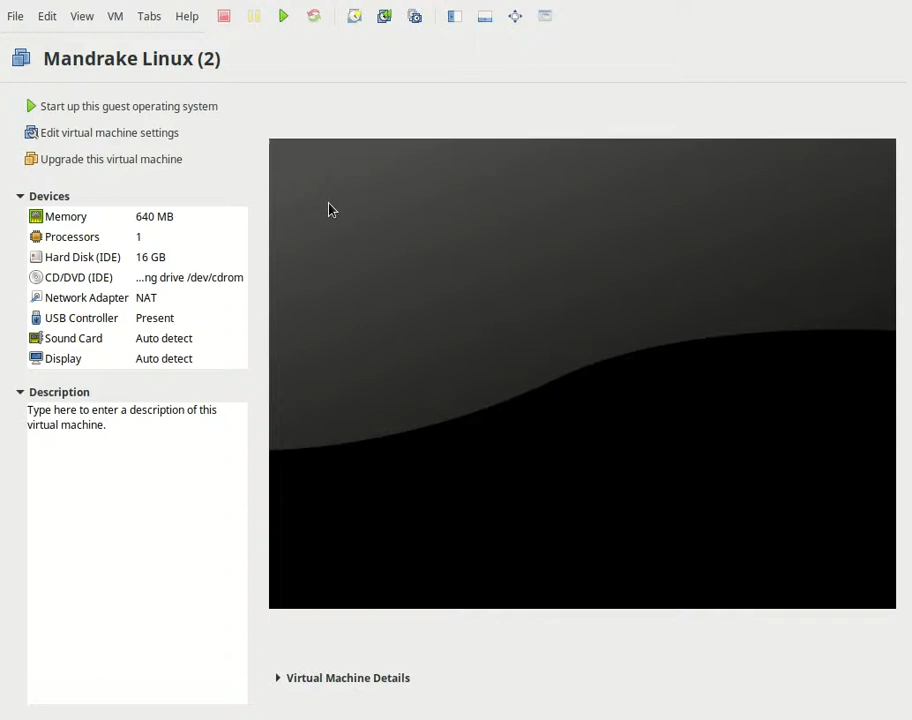 File Edit View VM Tabs Help
Mandrake Linux (2)
Start up this guest operating system
Edit virtual machine settings
Upgrade this virtual machine
Devices
Memory 640 MB
Processors 1
Hard Disk (IDE) 16 GB
CD/DVD (IDE) ...ng drive /dev/cdrom
Network Adapter NAT
USB Controller Present
Sound Card Auto detect
Display Auto detect
Description
Type here to enter a description of this
virtual machine.
Virtual Machine Details